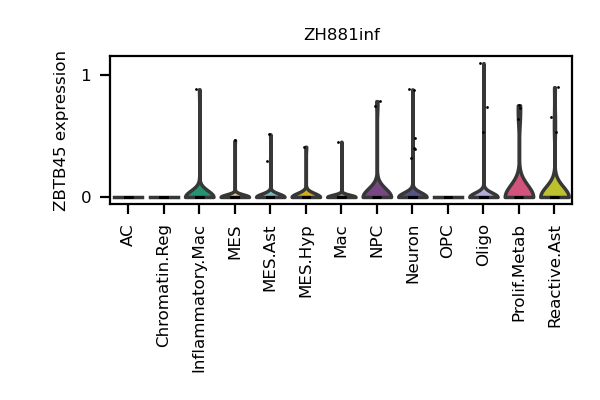 ZH881inf
ZBTB45 expression
1
0
AC
Chromatin.Reg
Inflammatory.Mac
MES
MES.Ast
MES.Hyp
Mac
NPC
Neuron
OPC
Oligo
Prolif.Metab
Reactive.Ast